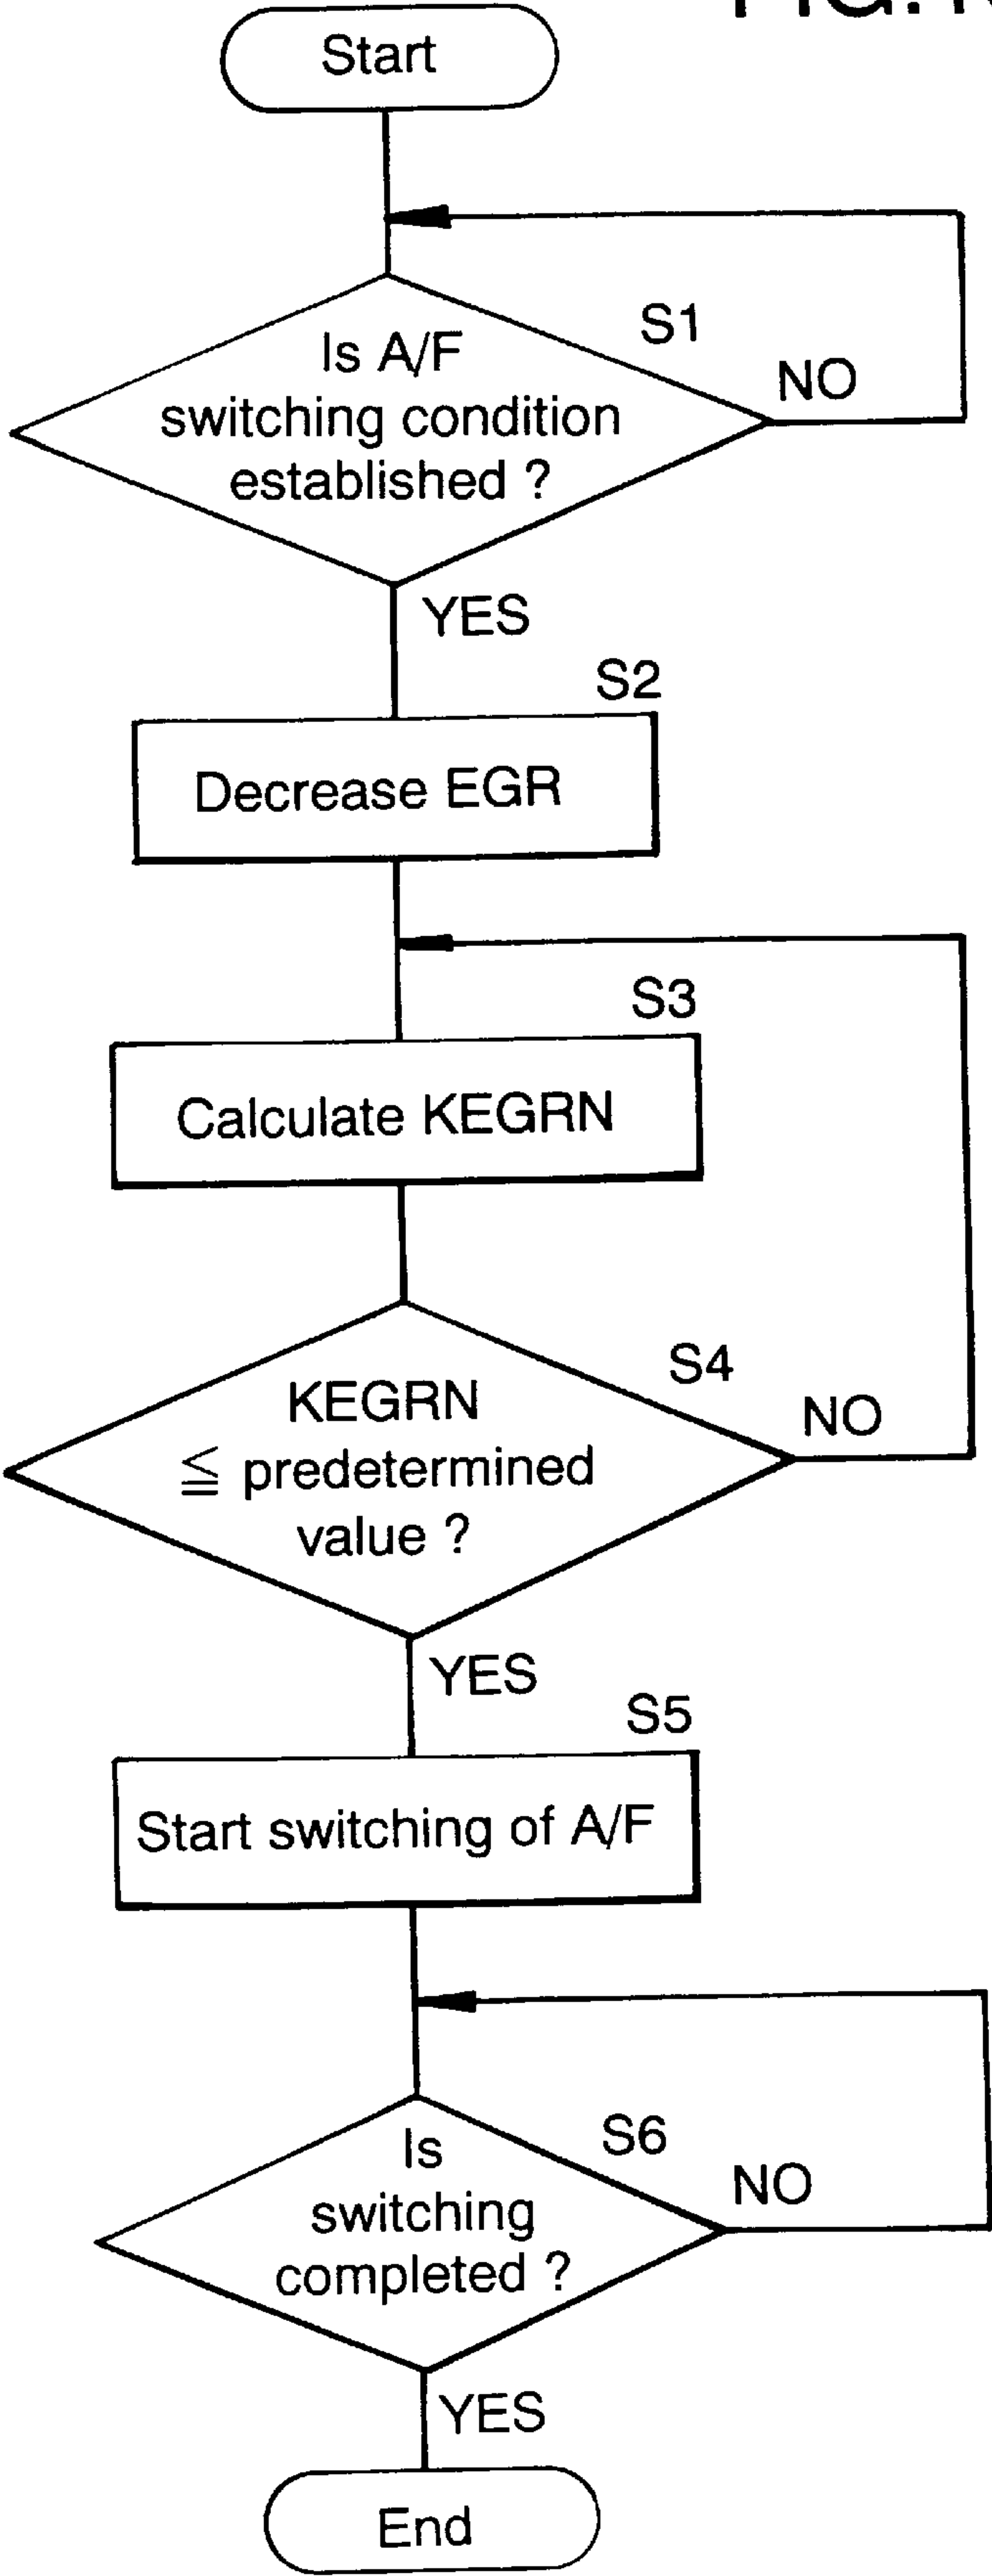 Start
Is A/F
switching condition
established ?
S1
NO
YES
S2
Decrease EGR
S3
Calculate KEGRN
S4
KEGRN
≦ predetermined
value ?
NO
YES
S5
Start switching of A/F
S6
Is
switching
completed ?
NO
YES
End